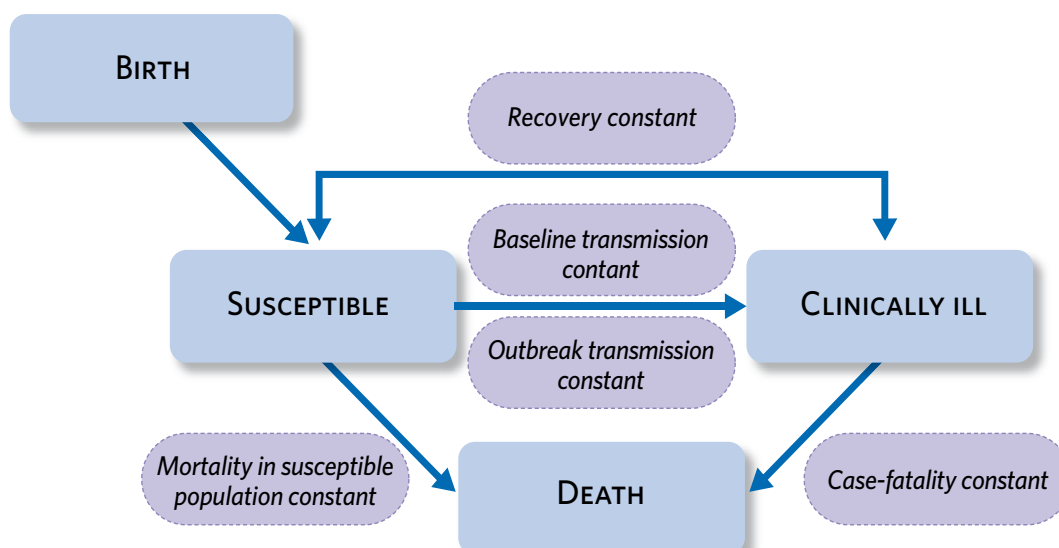 BIRTH
Recovery constant
Baseline transmission
contant
SUSCEPTIBLE
CLINICALLY ILL
Outbreak transmission
constant
Mortality in susceptible
population constant
DEATH
Case-fatality constant